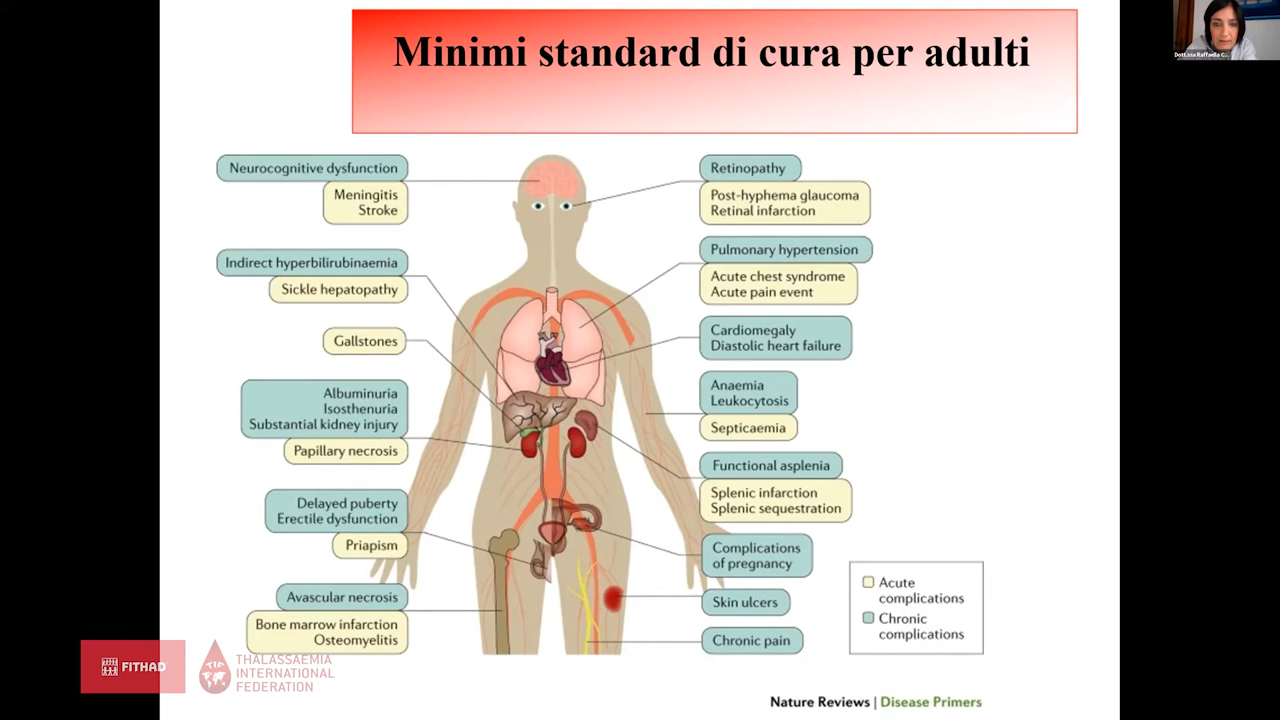 Minimi standard di cura per adulti
Dott.ssa Raffaella C...
Neurocognitive dysfunction
Meningitis
Stroke
Indirect hyperbilirubinaemia
Sickle hepatopathy
Gallstones
Albuminuria
Isosthenuria
Substantial kidney injury
Papillary necrosis
Delayed puberty
Erectile dysfunction
Priapism
Avascular necrosis
Bone marrow infarction
Osteomyelitis
Retinopathy
Post-hyphema glaucoma
Retinal infarction
Pulmonary hypertension
Acute chest syndrome
Acute pain event
Cardiomegaly
Diastolic heart failure
Anaemia
Leukocytosis
Septicaemia
Functional asplenia
Splenic infarction
Splenic sequestration
Complications
of pregnancy
Skin ulcers
Chronic pain
Acute
complications
Chronic
complications
FITHAD
TIF
THALASSAEMIA
INTERNATIONAL
FEDERATION
Nature Reviews | Disease Primers